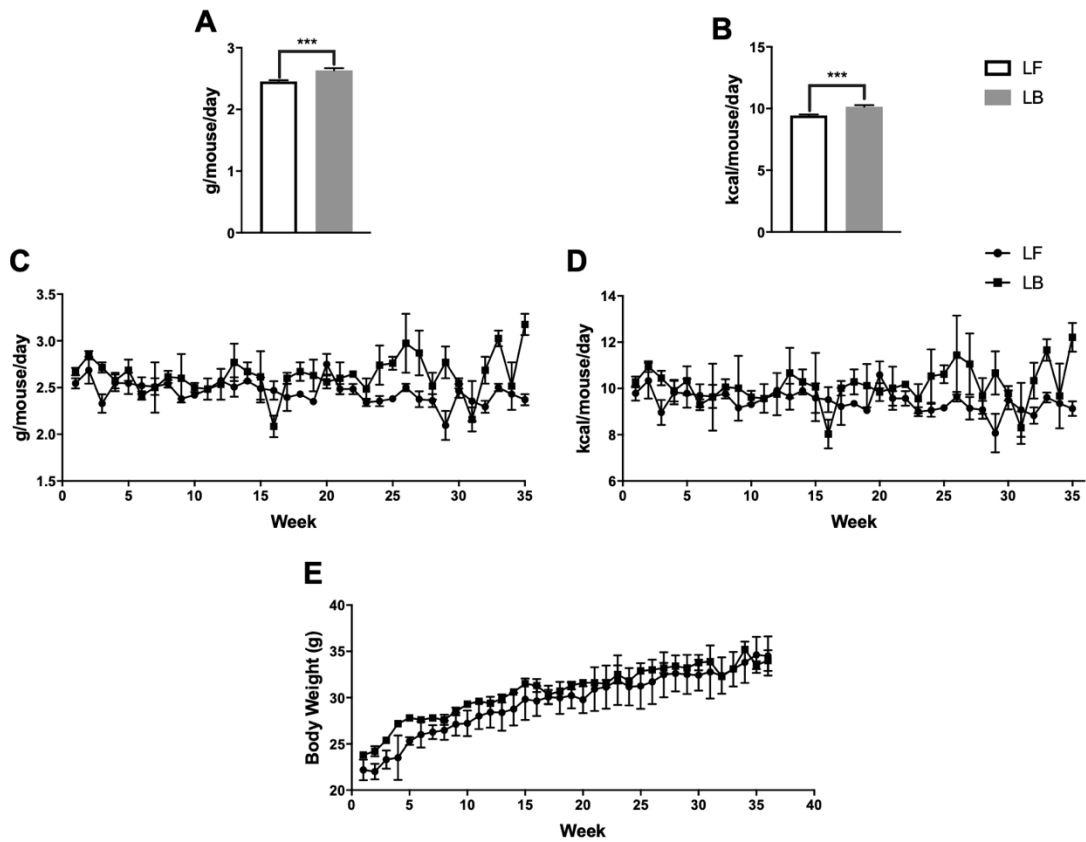 A
***
3
2
1
0
g/mouse/day
B
***
15
10
5
0
kcal/mouse/day
LF
LB
C
3.5
3.0
2.5
2.0
1.5
g/mouse/day
0 5 10 15 20 25 30 35
Week
D
14
12
10
8
6
kcal/mouse/day
0 5 10 15 20 25 30 35
Week
LF
LB
E
40
35
30
25
20
Body Weight (g)
0 5 10 15 20 25 30 35 40
Week